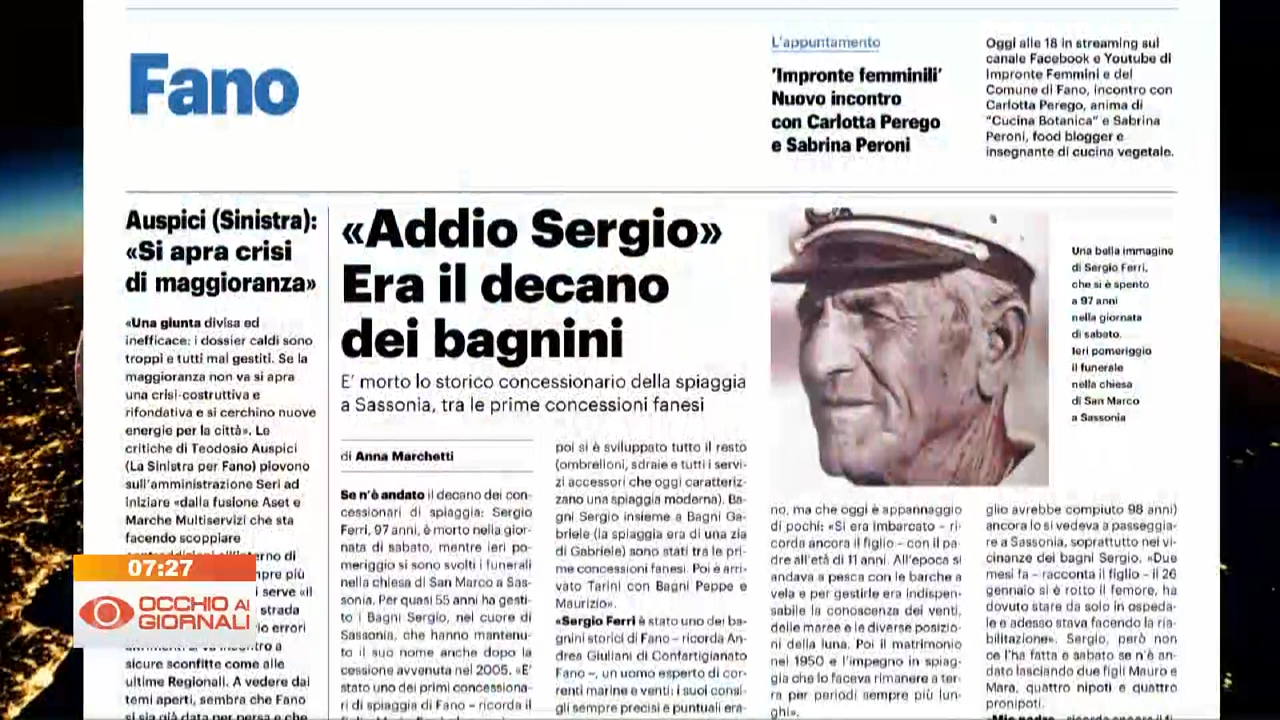 Fano
L'appuntamento
'Impronte femminili'
Nuovo incontro
con Carlotta Perego
e Sabrina Peroni
Oggi alle 18 in streaming sul
canale Facebook e Youtube di
Impronte Femmini e del
Comune di Fano, incontro con
Carlotta Perego, anima di
"Cucina Botanica" e Sabrina
Peroni, food blogger e
insegnante di cucina vegetale.
Auspici (Sinistra):
«Si apra crisi
di maggioranza»
«Una giunta divisa ed
inefficace: i dossier caldi sono
troppi e tutti mal gestiti. Se la
maggioranza non va si apra
una crisi-costruttiva e
rifondativa e si cerchino nuove
energie per la città». Le
critiche di Teodosio Auspici
(La Sinistra per Fano) piovono
sull'amministrazione Seri ad
iniziare «dalla fusione Aset e
Marche Multiservizi che sta
facendo scoppiare
di
più
serve «il
strada
errori
a
sicure sconfitte come alle
ultime Regionali. A vedere dai
temi aperti, sembra che Fano
si sia già data per persa e che
«Addio Sergio»
Era il decano
dei bagnini
E' morto lo storico concessionario della spiaggia
a Sassonia, tra le prime concessioni fanesi
di Anna Marchetti
Se n'è andato il decano dei con-
cessionari di spiaggia: Sergio
Ferri, 97 anni, è morto nella gior-
nata di sabato, mentre ieri po-
meriggio si sono svolti i funerali
nella chiesa di San Marco a Sas-
sonia. Per quasi 55 anni ha gesti-
to i Bagni Sergio, nel cuore di
Sassonia, che hanno mantenu-
to il suo nome anche dopo la
cessione avvenuta nel 2005. «E'
stato uno dei primi concessiona-
ri di spiaggia di Fano – ricorda il
poi si è sviluppato tutto il resto
(ombrelloni, sdraie e tutti i servi-
zi accessori che oggi caratteriz-
zano una spiaggia moderna). Ba-
gni Sergio insieme a Bagni Ga-
briele (la spiaggia era di una zia
di Gabriele) sono stati tra le pri-
me concessioni fanesi. Poi è arri-
vato Tarini con Bagni Peppe e
Maurizio».
«Sergio Ferri è stato uno dei ba-
gnini storici di Fano – ricorda An-
drea Giuliani di Confartigianato
Fano –, un uomo esperto di cor-
renti marine e venti: i suoi consi-
gli sempre precisi e puntuali era-
Una bella immagine
di Sergio Ferri,
che si è spento
a 97 anni
nella giornata
di sabato.
Ieri pomeriggio
il funerale
nella chiesa
di San Marco
a Sassonia
no, ma che oggi è appannaggio
di pochi: «Si era imbarcato – ri-
corda ancora il figlio – con il pa-
dre all'età di 11 anni. All'epoca si
andava a pesca con le barche a
vela e per gestirle era indispen-
sabile la conoscenza dei venti,
delle maree e le diverse posizio-
ni della luna. Poi il matrimonio
nel 1950 e l'impegno in spiag-
gia che lo faceva rimanere a ter-
ra per periodi sempre più lun-
ghi».
glio avrebbe compiuto 98 anni)
ancora lo si vedeva a passeggia-
re a Sassonia, soprattutto nei vi-
cinanze dei bagni Sergio. «Due
mesi fa – racconta il figlio – il 26
gennaio si è rotto il femore, ha
dovuto stare da solo in ospeda-
le e adesso stava facendo la ria-
bilitazione». Sergio, però non
ce l'ha fatta e sabato se n'è an-
dato lasciando due figli Mauro e
Mara, quattro nipoti e quattro
pronipoti.
07:27
OCCHIO AI
GIORNALI